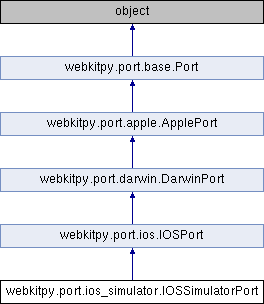 object
webkitpy.port.base.Port
webkitpy.port.apple.ApplePort
webkitpy.port.darwin.DarwinPort
webkitpy.port.ios.IOSPort
webkitpy.port.ios_simulator.IOSSimulatorPort